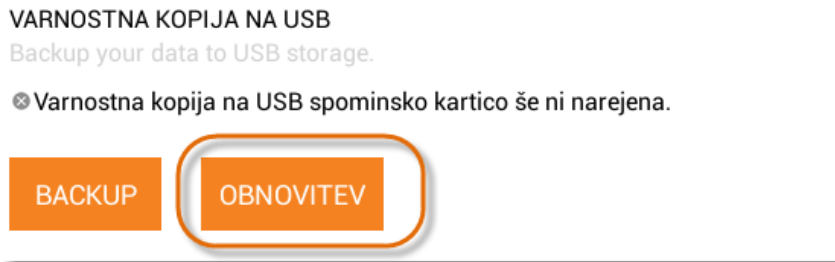 VARNOSTNA KOPIJA NA USB
Backup your data to USB storage.
Varnostna kopija na USB spominsko kartico še ni narejena.
BACKUP OBNOVITEV